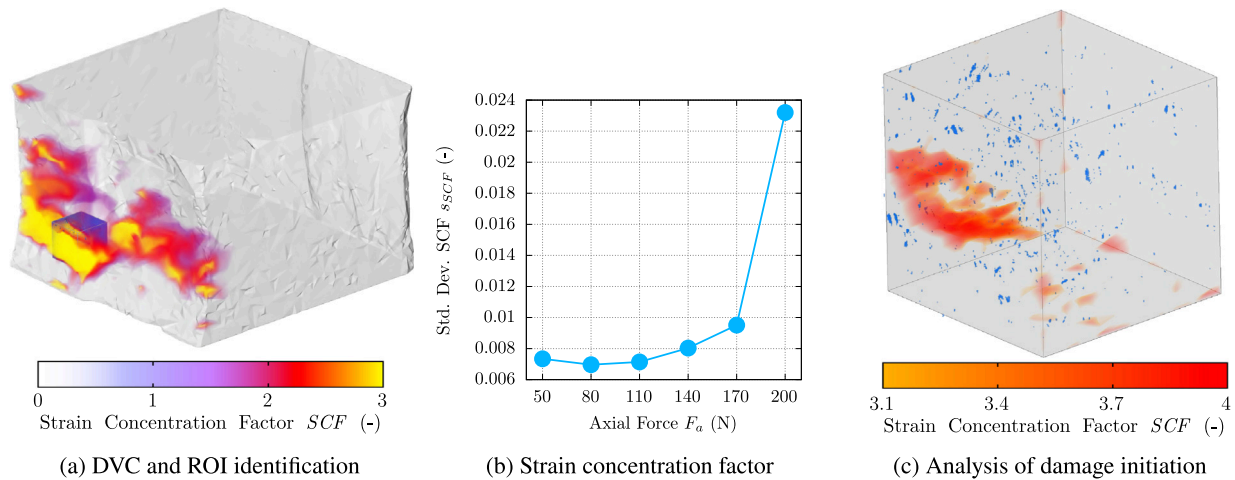 0 1 2 3
Strain Concentration Factor SCF (-)
(a) DVC and ROI identification
Std. Dev. SCF s_SCF (-)
0.024
0.022
0.02
0.018
0.016
0.014
0.012
0.01
0.008
0.006
50 80 110 140 170 200
Axial Force F_a (N)
(b) Strain concentration factor
3.1 3.4 3.7 4
Strain Concentration Factor SCF (-)
(c) Analysis of damage initiation